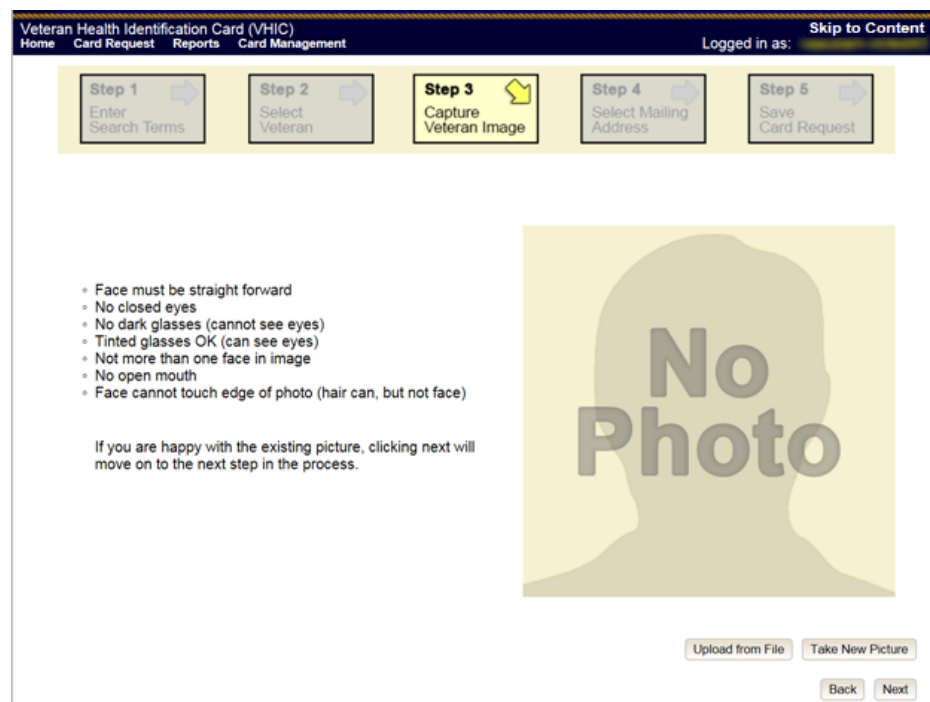 Veteran Health Identification Card (VHIC)
Skip to Content
Home Card Request Reports Card Management
Logged in as:
Step 1
Enter
Search Terms
Step 2
Select
Veteran
Step 3
Capture
Veteran Image
Step 4
Select Mailing
Address
Step 5
Save
Card Request
Face must be straight forward
No closed eyes
No dark glasses (cannot see eyes)
Tinted glasses OK (can see eyes)
Not more than one face in image
No open mouth
Face cannot touch edge of photo (hair can, but not face)
If you are happy with the existing picture, clicking next will
move on to the next step in the process.
No
Photo
Upload from File Take New Picture
Back Next